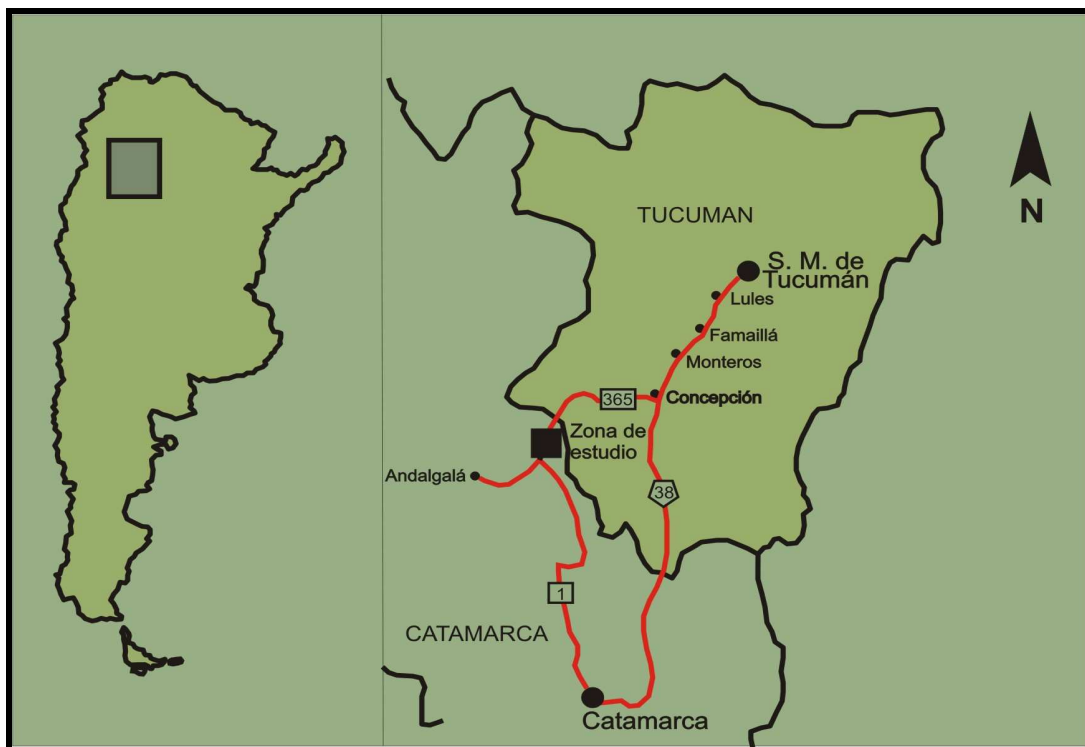 N
TUCUMAN
S. M. de
Tucumán
Lules
Famaillá
Monteros
Concepción
365
Zona de
estudio
Andalgalá
38
1
CATAMARCA
Catamarca